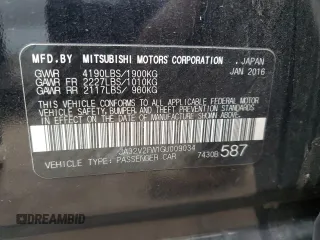 MFD.BY MITSUBISHI MOTORS CORPORATION , JAPAN
GVWR 4190LBS/1900KG JAN 2016
GAWR FR 2227LBS/1010KG
GAWR RR 2117LBS/ 960KG
THIS VEHICLE CONFORMS TO ALL APPLICABLE FEDERAL MOTOR VEHICLE
SAFETY, BUMPER, AND THEFT PREVENTION STANDARDS IN
EFFECT ON THE DATE OF MANUFACTURE SHOWN ABOVE.
JA32V2FW1GU009034
VEHICLE TYPE: PASSENGER CAR 7430B 587
DREAMBID